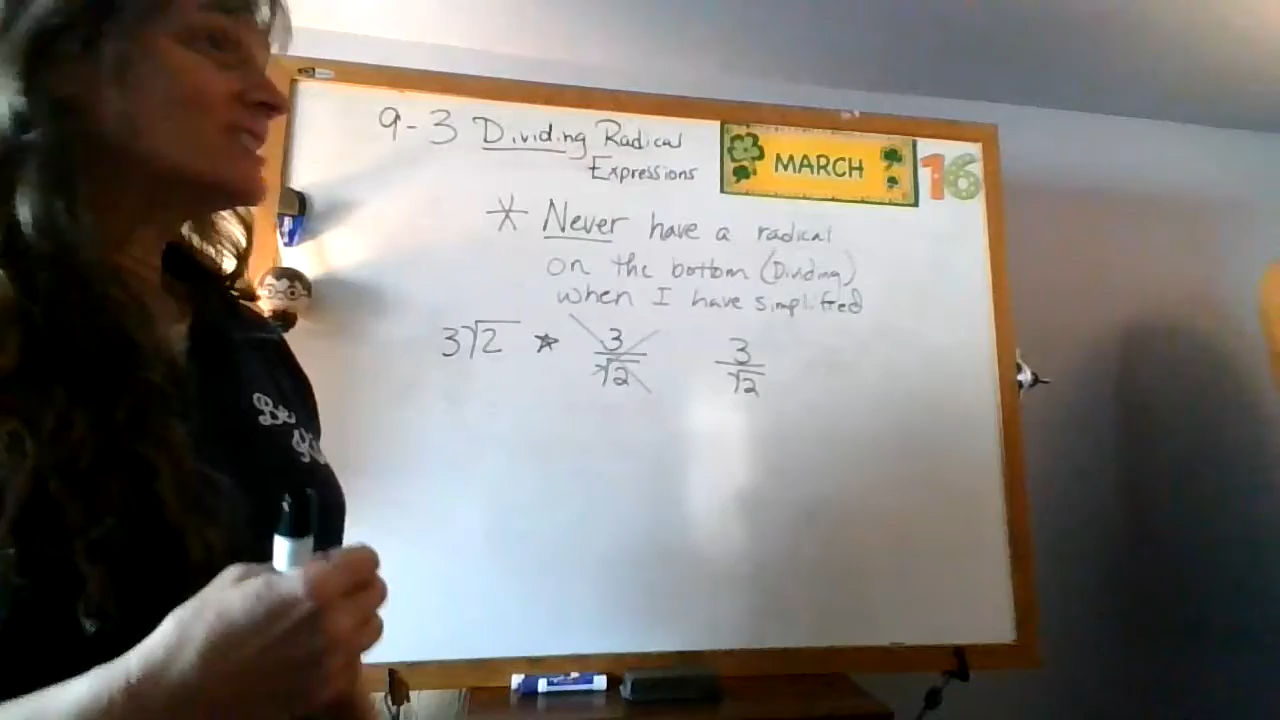 9-3 Dividing Radical
Expressions
MARCH 16
* Never have a radical
on the bottom (Dividing)
when I have simplified
3√2 * 3/√2 3/√2
Be